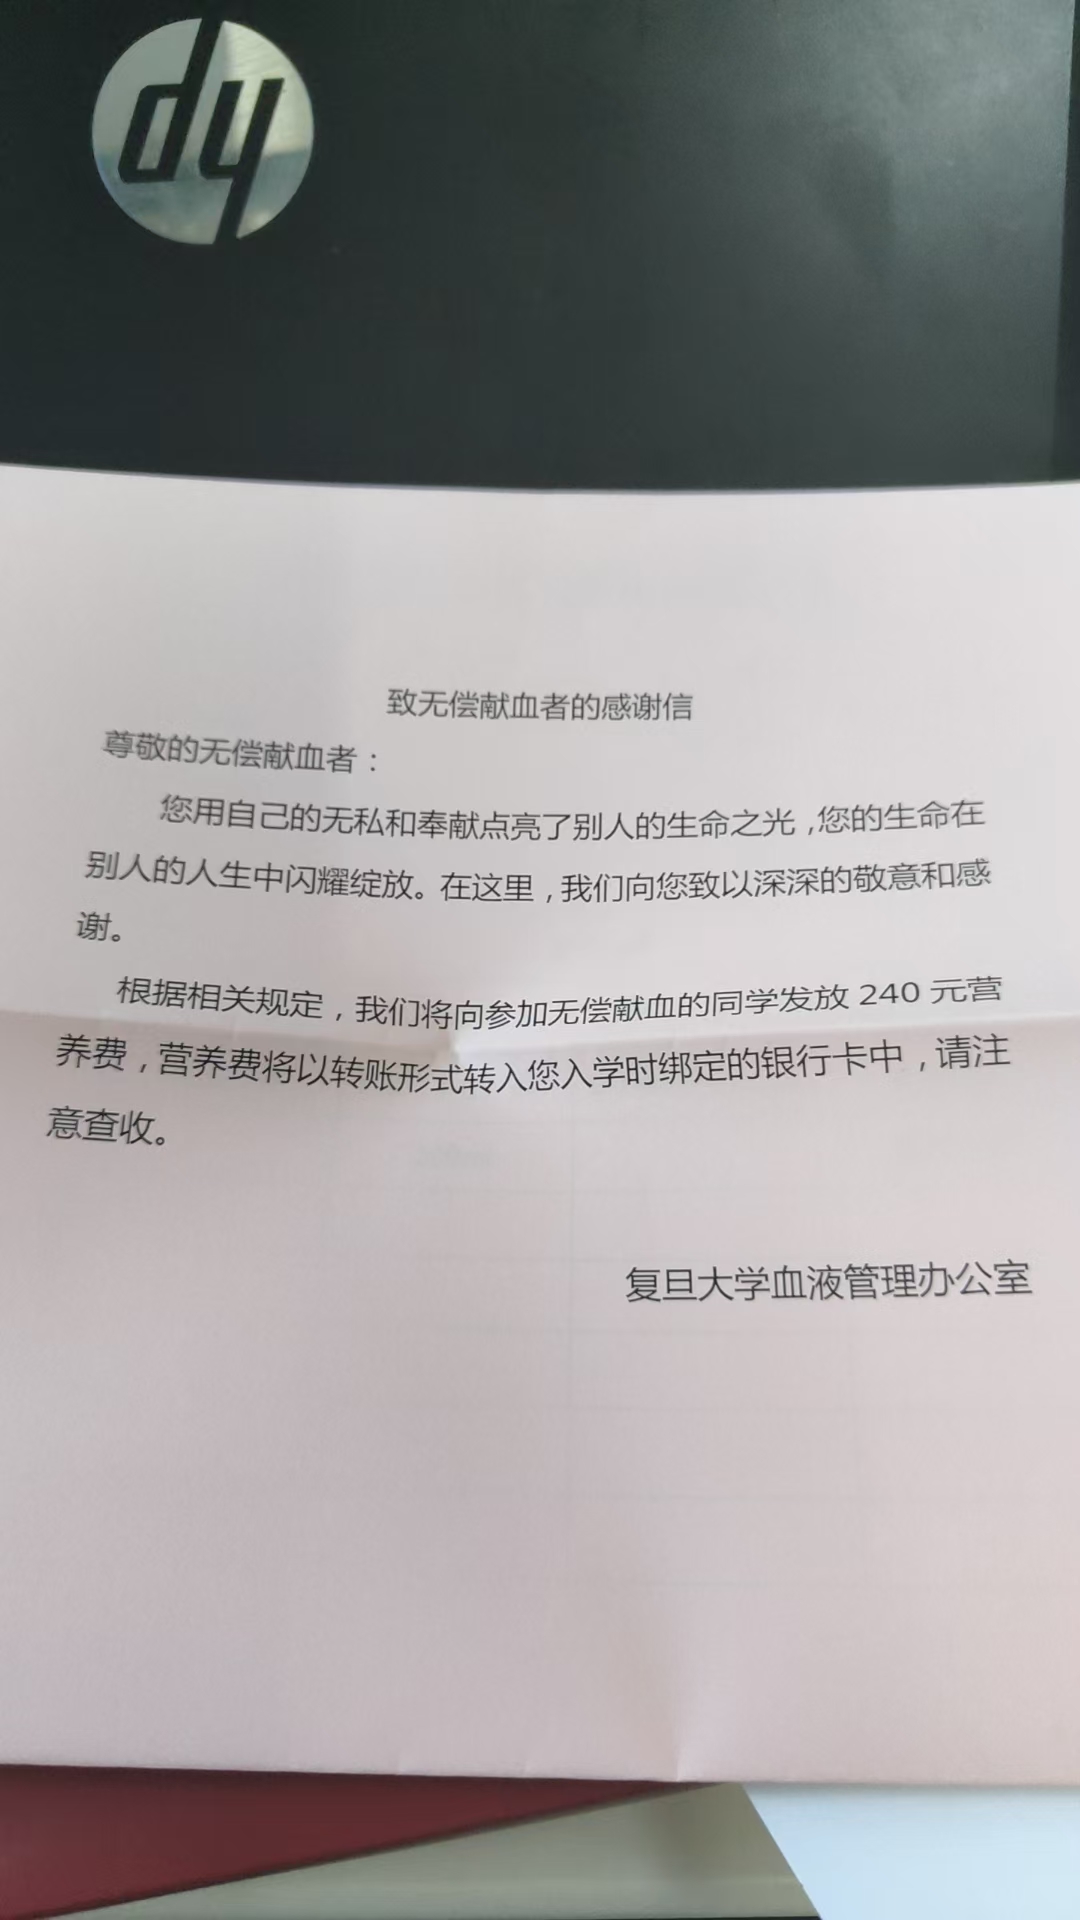 hp
致无偿献血者的感谢信
尊敬的无偿献血者：
您用自己的无私和奉献点亮了别人的生命之光，您的生命在
别人的人生中闪耀绽放。在这里，我们向您致以深深的敬意和感
谢。
根据相关规定，我们将向参加无偿献血的同学发放 240 元营
养费，营养费将以转账形式转入您入学时绑定的银行卡中，请注
意查收。
复旦大学血液管理办公室